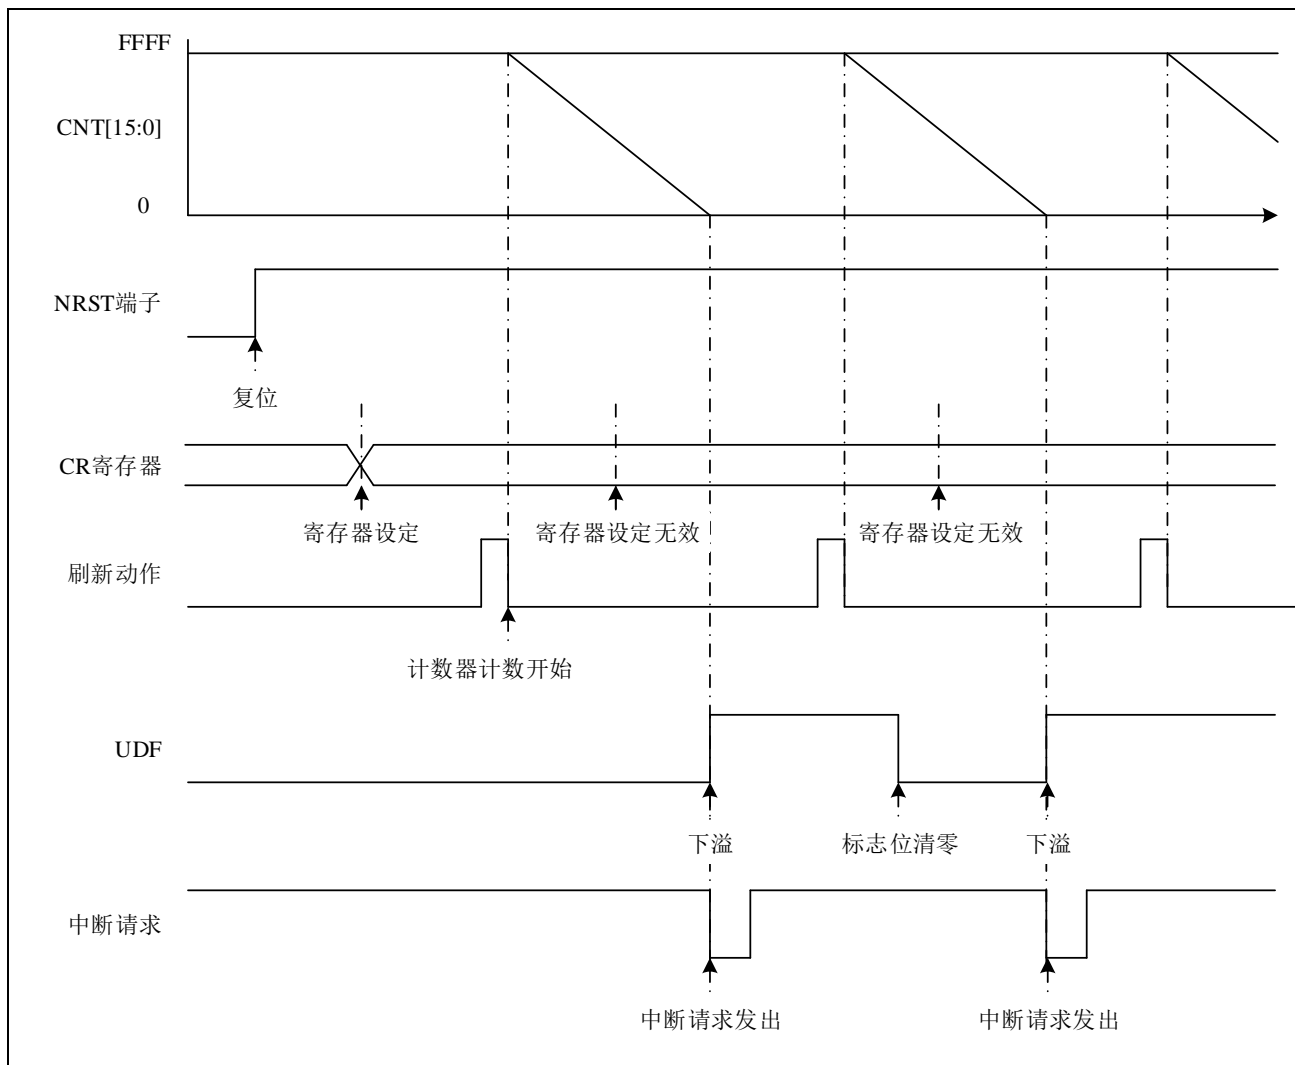 FFFF
CNT[15:0]
0
NRST端子
复位
CR寄存器
寄存器设定 寄存器设定无效 寄存器设定无效
刷新动作
计数器计数开始
UDF
下溢 标志位清零 下溢
中断请求
中断请求发出 中断请求发出